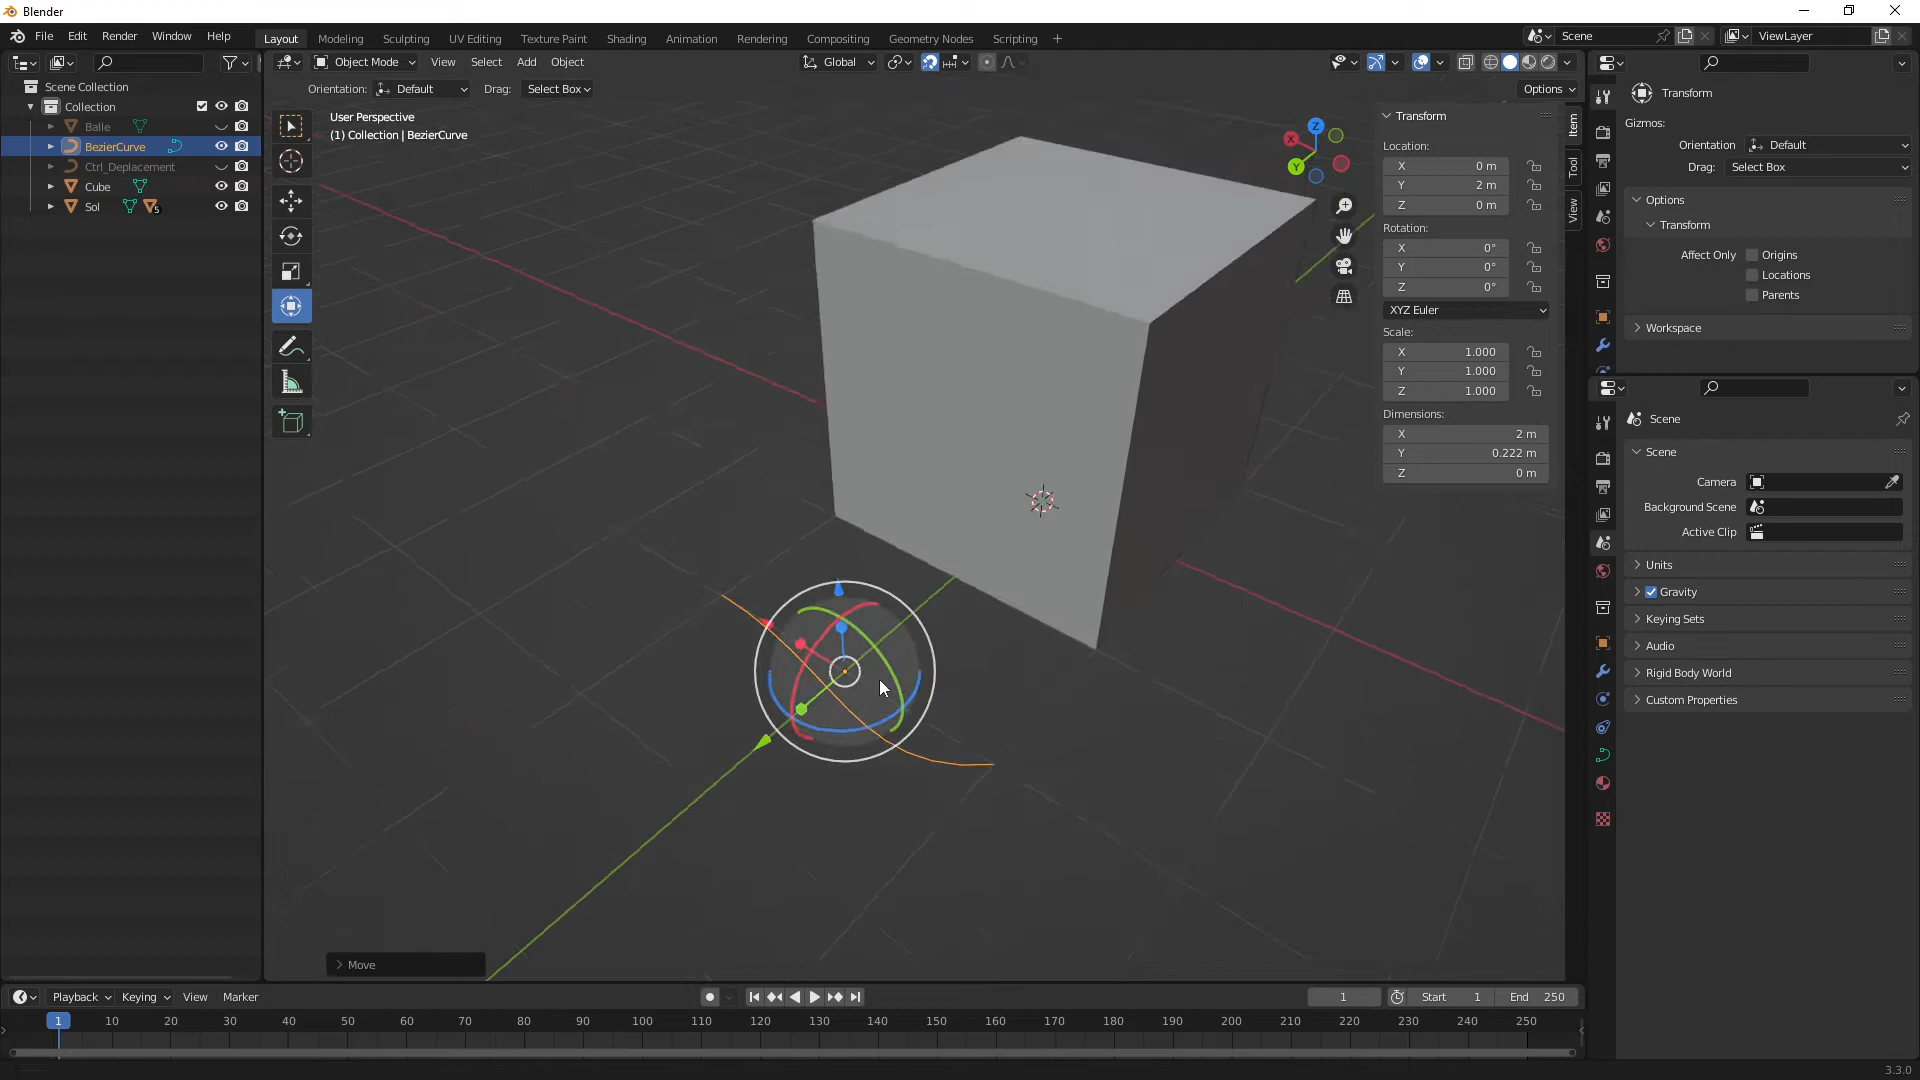 Blender
File Edit Render Window Help
Layout Modeling Sculpting UV Editing Texture Paint Shading Animation Rendering Compositing Geometry Nodes Scripting +
Scene
ViewLayer
Object Mode View Select Add Object
Global
Orientation: Default Drag: Select Box
Options
Scene Collection
Collection
Balle
BezierCurve
Ctrl_Deplacement
Cube
Sol
5
User Perspective
(1) Collection | BezierCurve
Z
X
Y
Transform
Location:
X 0 m
Y 2 m
Z 0 m
Rotation:
X 0°
Y 0°
Z 0°
XYZ Euler
Scale:
X 1.000
Y 1.000
Z 1.000
Dimensions:
X 2 m
Y 0.222 m
Z 0 m
Item
Tool
View
Transform
Gizmos:
Orientation Default
Drag: Select Box
Options
Transform
Affect Only Origins
Locations
Parents
Workspace
Scene
Scene
Camera
Background Scene
Active Clip
Units
Gravity
Keying Sets
Audio
Rigid Body World
Custom Properties
Move
Playback Keying View Marker
1
Start 1
End 250
1 10 20 30 40 50 60 70 80 90 100 110 120 130 140 150 160 170 180 190 200 210 220 230 240 250
3.3.0